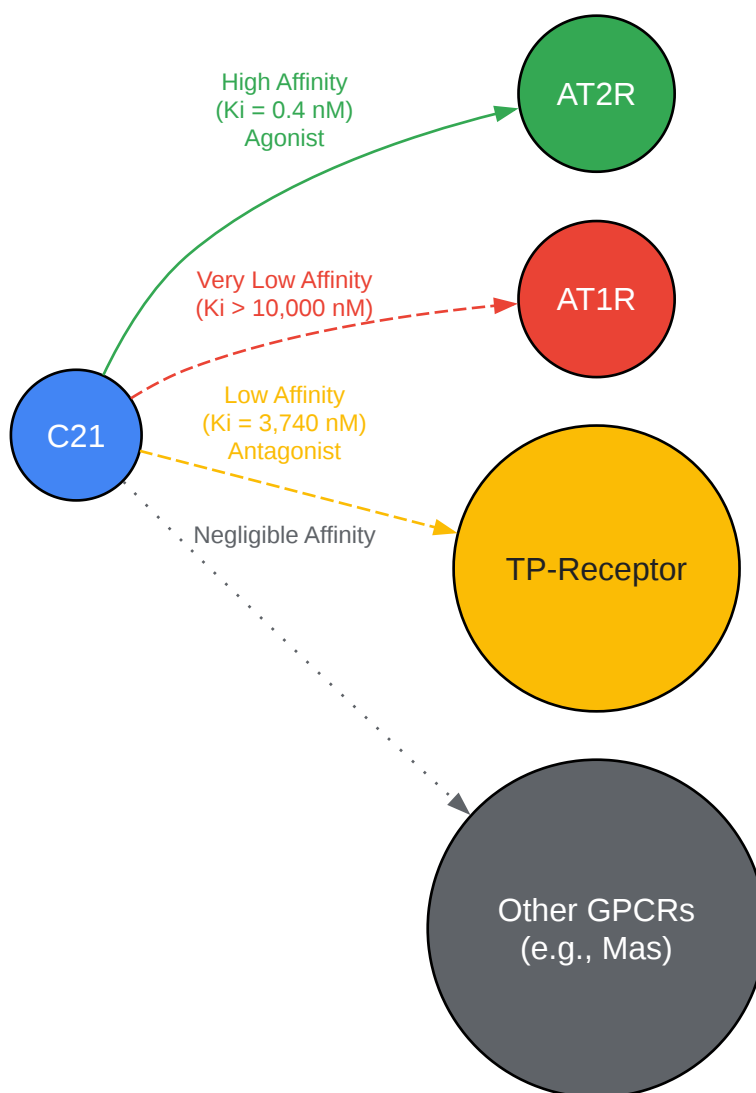 High Affinity
(Ki = 0.4 nM)
Agonist
AT2R
Very Low Affinity
(Ki > 10,000 nM)
AT1R
C21
Low Affinity
(Ki = 3,740 nM)
Antagonist
Negligible Affinity
TP-Receptor
Other GPCRs
(e.g., Mas)